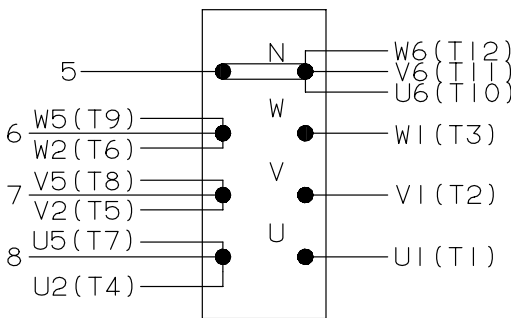 N
W6(T12)
5
V6(T11)
U6(T10)
W5(T9)
W
6
W2(T6)
W1(T3)
V5(T8)
V
7
V2(T5)
V1(T2)
U5(T7)
U
8
U2(T4)
U1(T1)